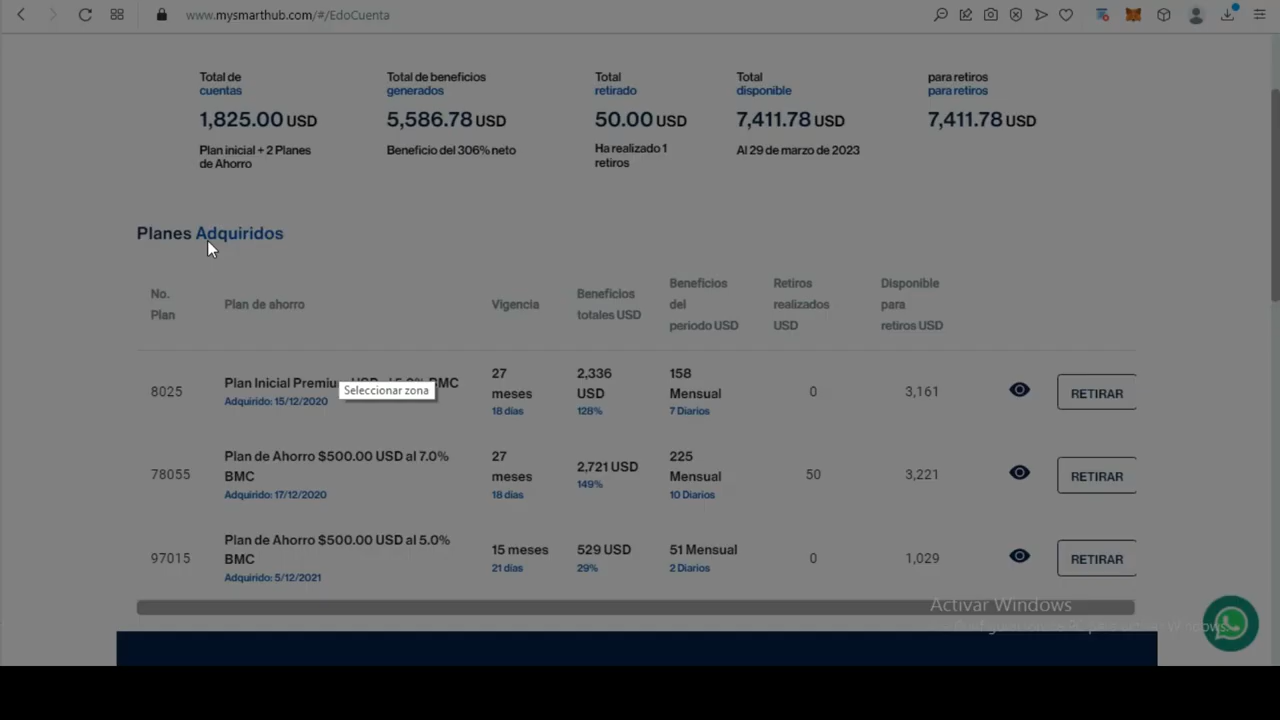 www.mysmarthub.com/#/EdoCuenta
Total de
cuentas
1,825.00 USD
Plan inicial + 2 Planes
de Ahorro
Total de beneficios
generados
5,586.78 USD
Beneficio del 306% neto
Total
retirado
50.00 USD
Ha realizado 1
retiros
Total
disponible
7,411.78 USD
Al 29 de marzo de 2023
para retiros
para retiros
7,411.78 USD
Planes Adquiridos
No.
Plan
Plan de ahorro
Vigencia
Beneficios
totales USD
Beneficios
del
periodo USD
Retiros
realizados
USD
Disponible
para
retiros USD
8025
Plan Inicial Premiu USD al 5.0% BMC
Adquirido: 15/12/2020
Seleccionar zona
27
meses
18 días
2,336
USD
128%
158
Mensual
7 Diarios
0
3,161
RETIRAR
78055
Plan de Ahorro $500.00 USD al 7.0%
BMC
Adquirido: 17/12/2020
27
meses
18 días
2,721 USD
149%
225
Mensual
10 Diarios
50
3,221
RETIRAR
97015
Plan de Ahorro $500.00 USD al 5.0%
BMC
Adquirido: 5/12/2021
15 meses
21 días
529 USD
29%
51 Mensual
2 Diarios
0
1,029
RETIRAR
Activar Windows